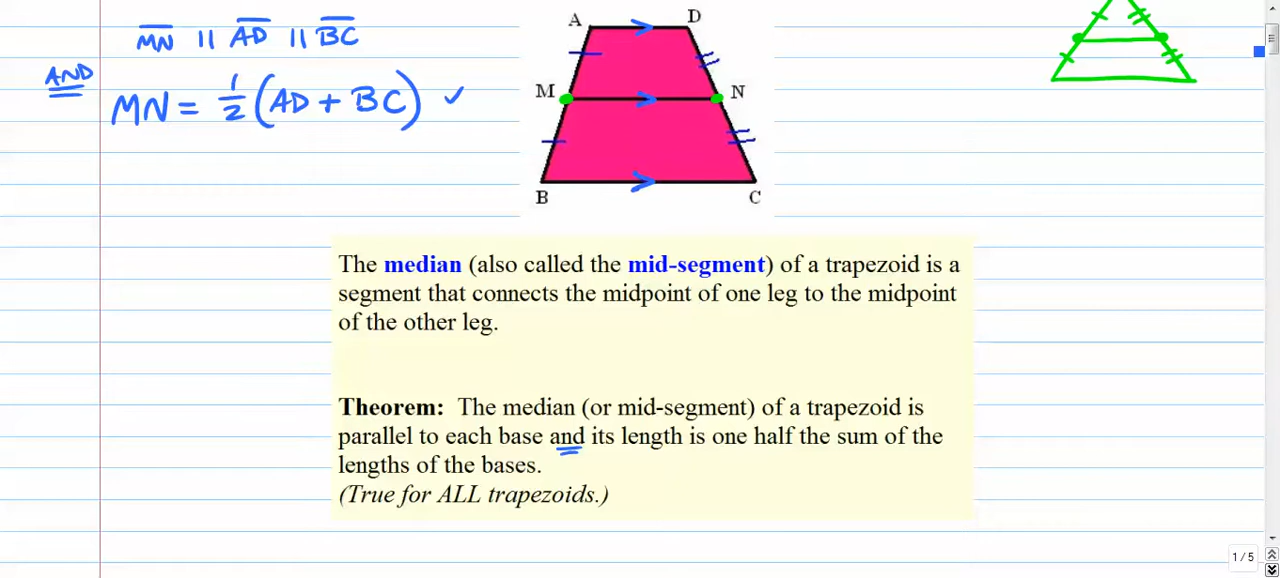 MN || AD || BC
AND
MN = 1/2 (AD + BC) ✓
A D
M N
B C
The median (also called the mid-segment) of a trapezoid is a
segment that connects the midpoint of one leg to the midpoint
of the other leg.
Theorem: The median (or mid-segment) of a trapezoid is
parallel to each base and its length is one half the sum of the
lengths of the bases.
(True for ALL trapezoids.)
1 / 5